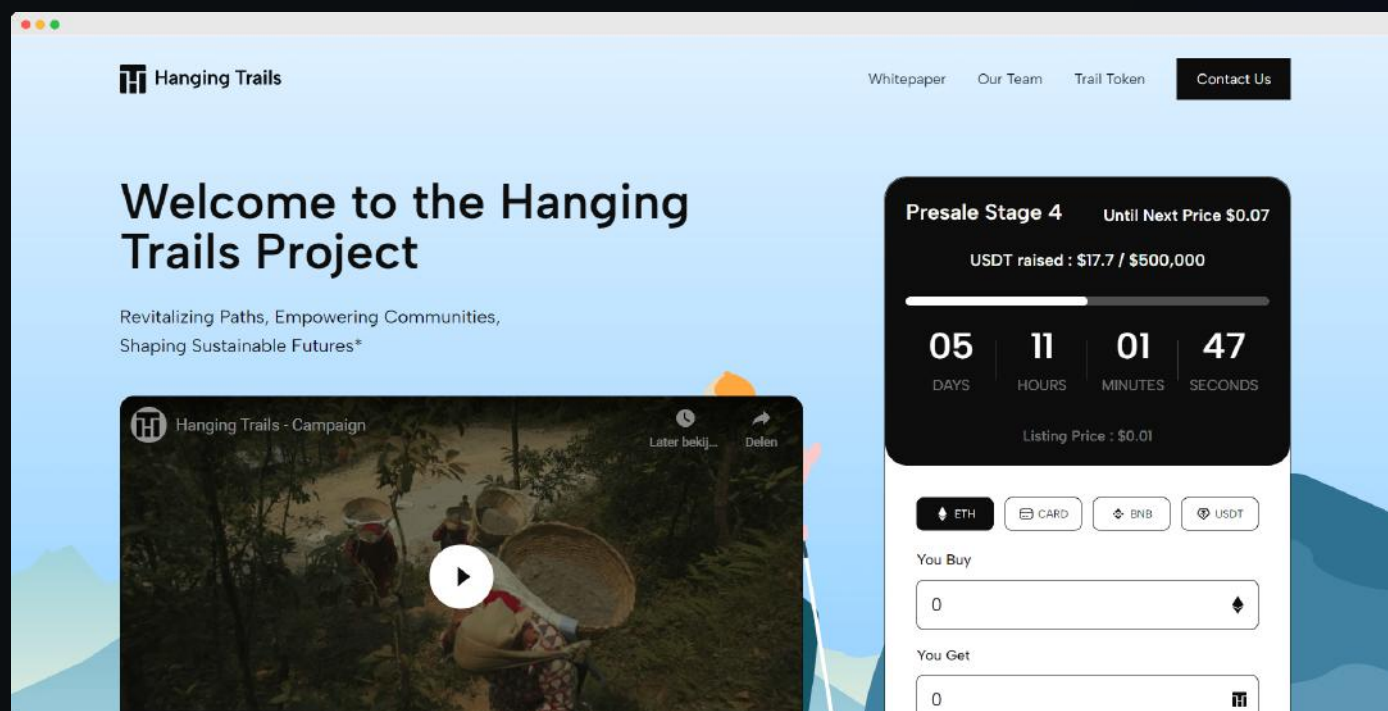 Hanging Trails
Whitepaper Our Team Trail Token Contact Us
Welcome to the Hanging
Trails Project
Revitalizing Paths, Empowering Communities,
Shaping Sustainable Futures*
Hanging Trails - Campaign
Later bekij...
Delen
Presale Stage 4 Until Next Price $0.07
USDT raised : $17.7 / $500,000
05 11 01 47
DAYS HOURS MINUTES SECONDS
Listing Price : $0.01
ETH CARD BNB USDT
You Buy
0
You Get
0